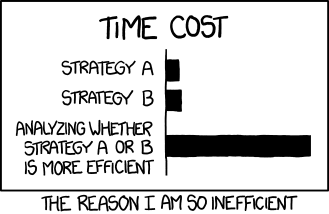 TIME COST
STRATEGY A
STRATEGY B
ANALYZING WHETHER
STRATEGY A OR B
IS MORE EFFICIENT
THE REASON I AM SO INEFFICIENT